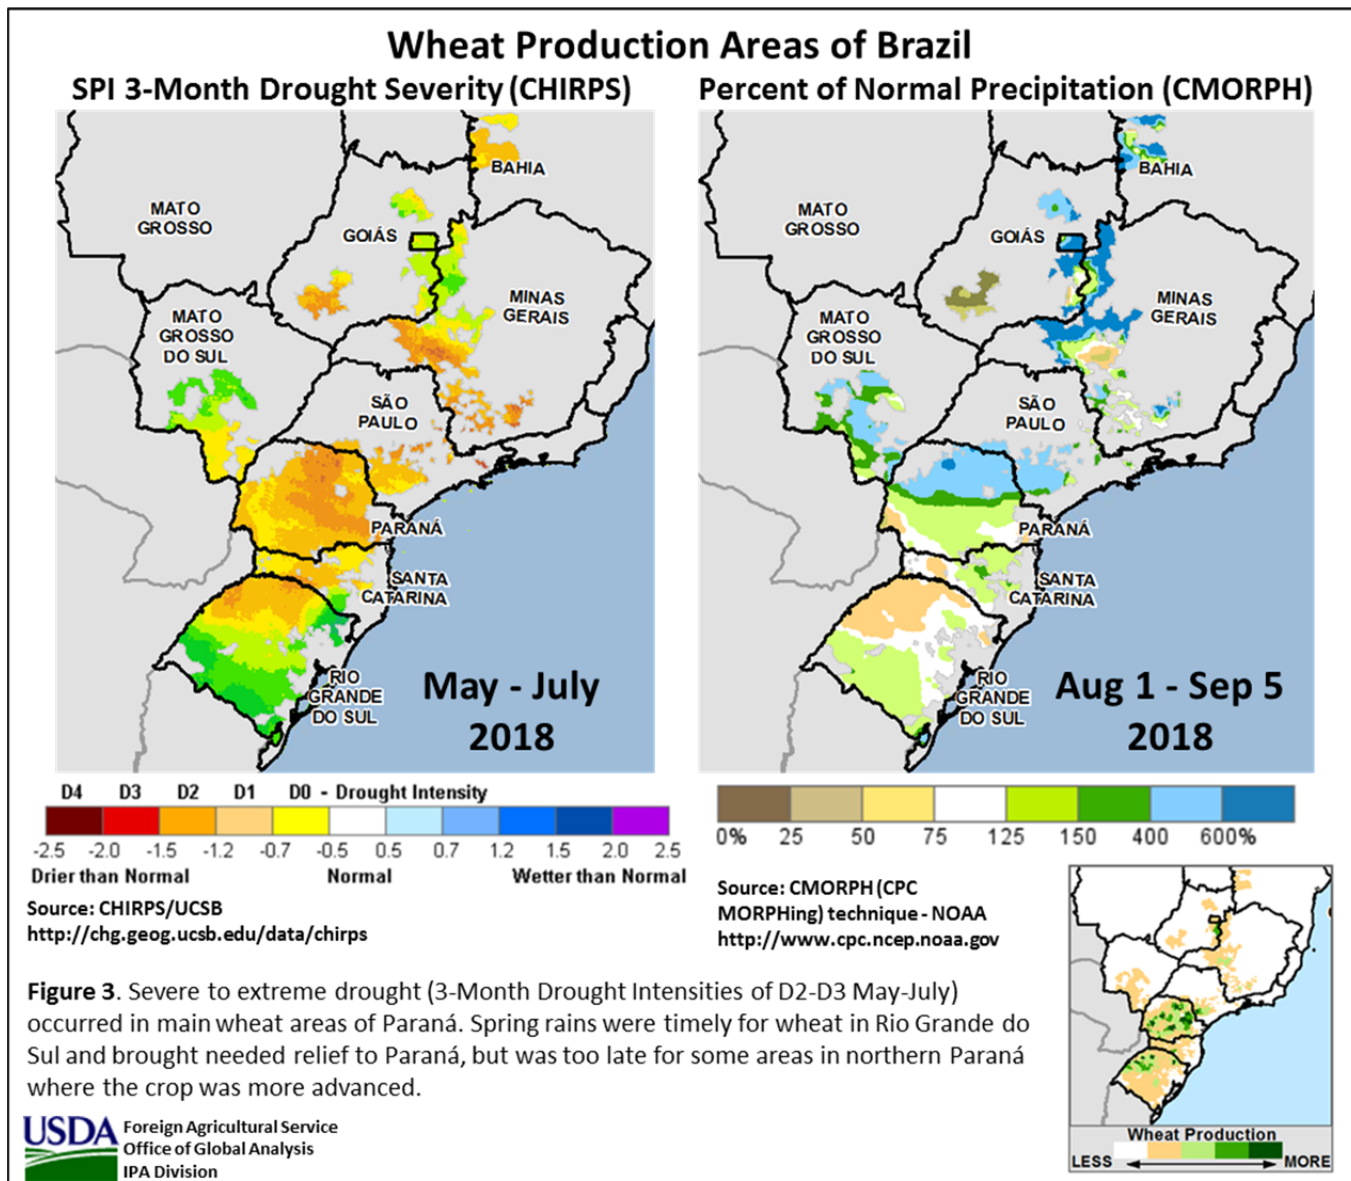 Wheat Production Areas of Brazil
SPI 3-Month Drought Severity (CHIRPS)
Percent of Normal Precipitation (CMORPH)
BAHIA
MATO
GROSSO
GOIÁS
MINAS
GERAIS
MATO
GROSSO
DO SUL
SÃO
PAULO
PARANÁ
SANTA
CATARINA
RIO
GRANDE
DO SUL
May - July
2018
BAHIA
MATO
GROSSO
GOIÁS
MINAS
GERAIS
MATO
GROSSO
DO SUL
SÃO
PAULO
PARANÁ
SANTA
CATARINA
RIO
GRANDE
DO SUL
Aug 1 - Sep 5
2018
D4 D3 D2 D1 D0 - Drought Intensity
-2.5 -2.0 -1.5 -1.2 -0.7 -0.5 0.5 0.7 1.2 1.5 2.0 2.5
Drier than Normal Normal Wetter than Normal
Source: CHIRPS/UCSB
http://chg.geog.ucsb.edu/data/chirps
0% 25 50 75 125 150 400 600%
Source: CMORPH (CPC
MORPHing) technique - NOAA
http://www.cpc.ncep.noaa.gov
Figure 3. Severe to extreme drought (3-Month Drought Intensities of D2-D3 May-July)
occurred in main wheat areas of Paraná. Spring rains were timely for wheat in Rio Grande do
Sul and brought needed relief to Paraná, but was too late for some areas in northern Paraná
where the crop was more advanced.
Wheat Production
LESS MORE
USDA
Foreign Agricultural Service
Office of Global Analysis
IPA Division